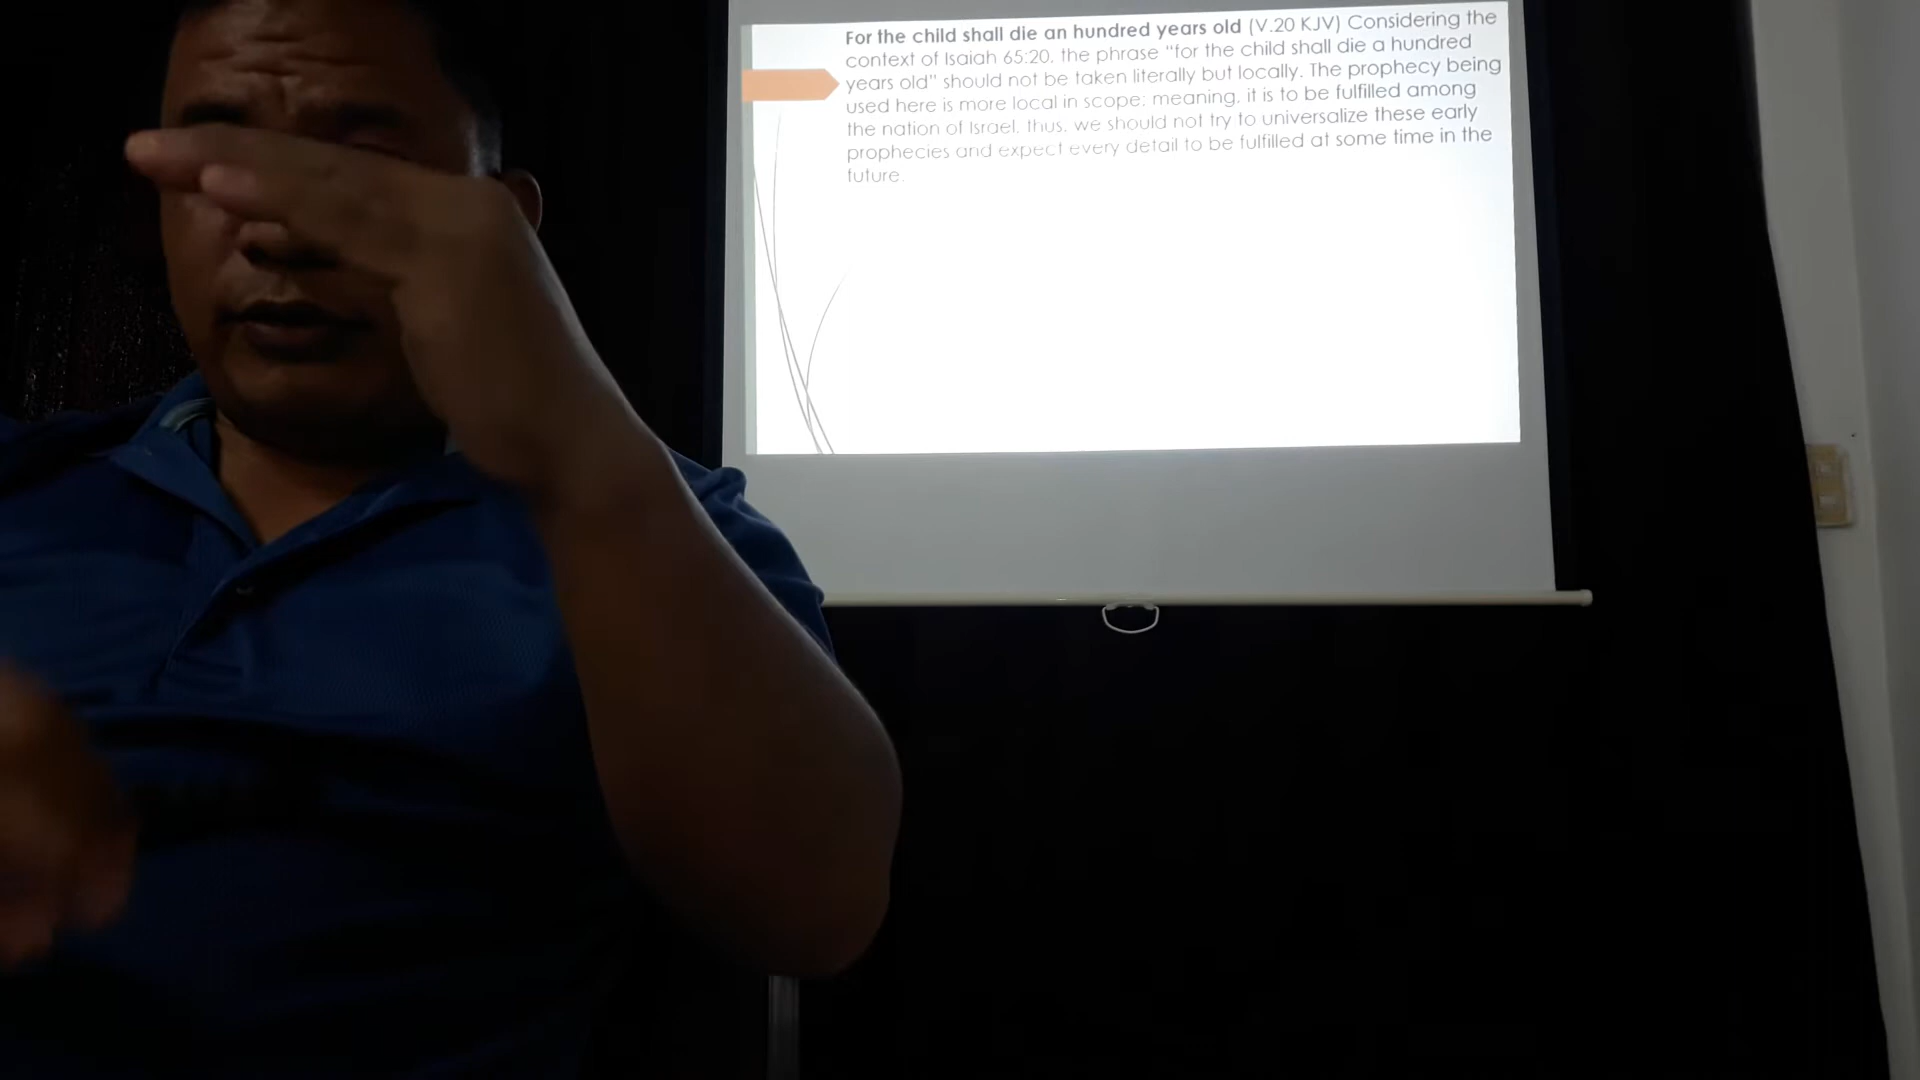 For the child shall die an hundred years old (V.20 KJV) Considering the
context of Isaiah 65:20, the phrase “for the child shall die a hundred
years old” should not be taken literally but locally. The prophecy being
used here is more local in scope; meaning, it is to be fulfilled among
the nation of Israel, thus, we should not try to universalize these early
prophecies and expect every detail to be fulfilled at some time in the
future.